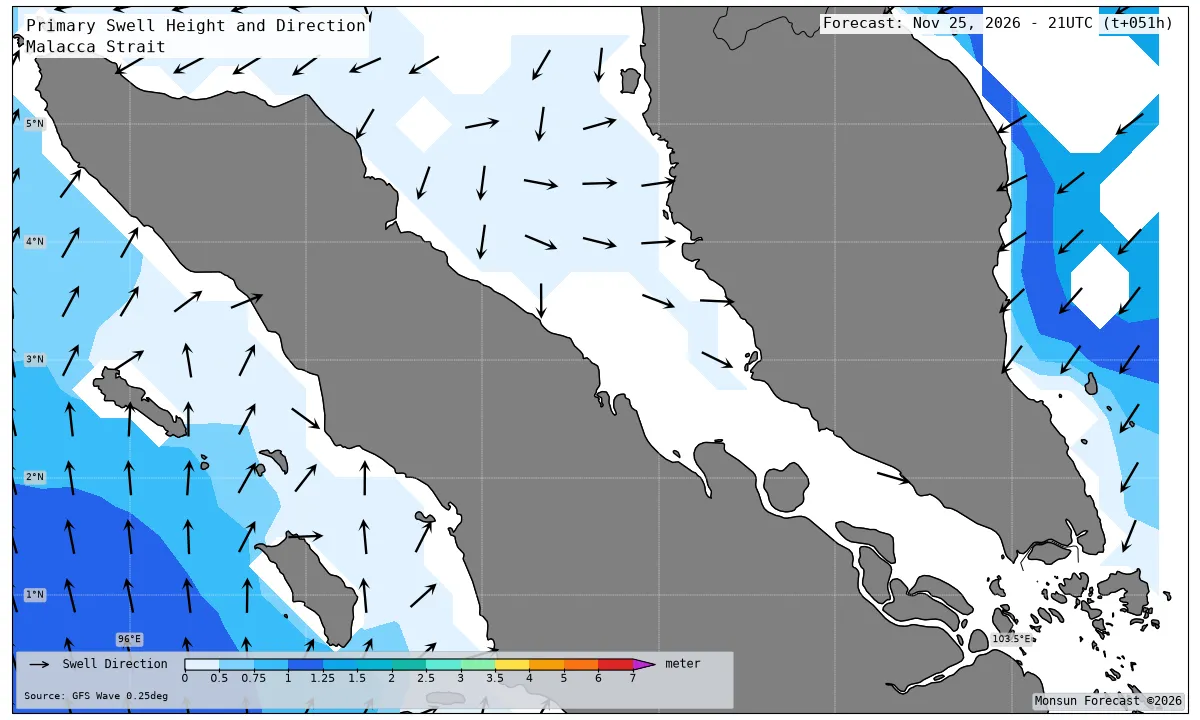 Primary Swell Height and Direction
Malacca Strait
Forecast: Nov 25, 2026 - 21UTC (t+051h)
5°N
4°N
3°N
2°N
1°N
96°E
103.5°E
Swell Direction
0 0.5 0.75 1 1.25 1.5 2 2.5 3 3.5 4 5 6 7
meter
Source: GFS Wave 0.25deg
Monsun Forecast ©2026